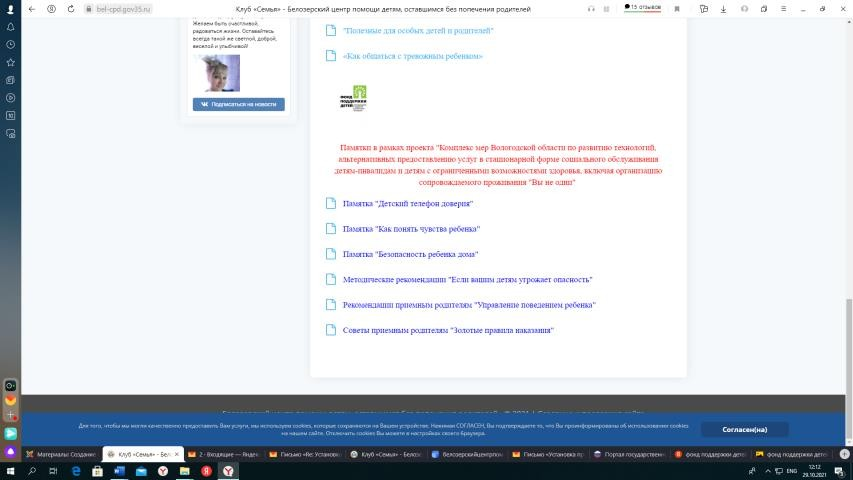 bel-cpd.gov35.ru
Клуб «Семья» - Белозерский центр помощи детям, оставшимся без попечения родителей
15 отзывов
Желаем быть счастливой,
радоваться жизни. Оставайтесь
всегда такой же светлой, доброй,
веселой и улыбчивой!
Подписаться на новости
"Полезные для особых детей и родителей"
«Как общаться с тревожным ребенком»
ФОНД
ПОДДЕРЖКИ
ДЕТЕЙ
Памятки в рамках проекта "Комплекс мер Вологодской области по развитию технологий,
альтернативных предоставлению услуг в стационарной форме социального обслуживания
детям-инвалидам и детям с ограниченными возможностями здоровья, включая организацию
сопровождаемого проживания "Вы не одни"
Памятка "Детский телефон доверия"
Памятка "Как понять чувства ребенка"
Памятка "Безопасность ребенка дома"
Методические рекомендации "Если вашим детям угрожает опасность"
Рекомендации приемным родителям "Управление поведением ребенка"
Советы приемным родителям "Золотые правила наказания"
Для того, чтобы мы могли качественно предоставить Вам услуги, мы используем cookies, которые сохраняются на Вашем устройстве. Нажимая СОГЛАСЕН, Вы подтверждаете то, что Вы проинформированы об использовании cookies
на нашем сайте. Отключить cookies Вы можете в настройках своего браузера.
Согласен(на)
Материалы: Создание
Клуб «Семья» - Бел
2 - Входящие — Яндек
Письмо «Re: Установк
Клуб «Семья» - Белоз
белозерскийцентрпом
Письмо «Установка пр
Портал государствен
фонд поддержки детей
фонд поддержки дете
ENG
12:12
29.10.2021